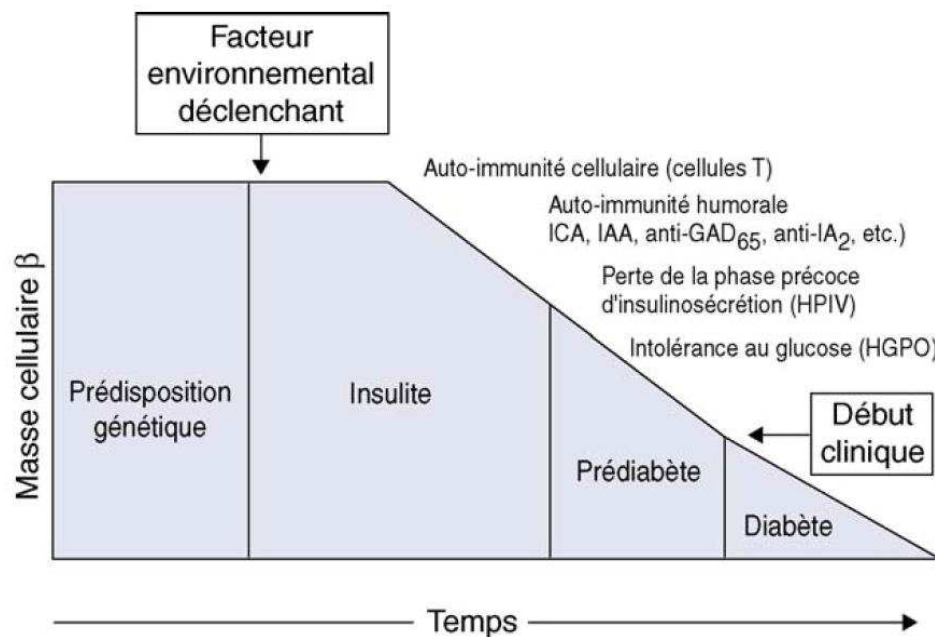 Facteur
environnemental
déclenchant
Auto-immunité cellulaire (cellules T)
Auto-immunité humorale
ICA, IAA, anti-GAD65, anti-IA2, etc.)
Perte de la phase précoce
d'insulinosécrétion (HPIV)
Intolérance au glucose (HGPO)
Masse cellulaire β
Prédisposition
génétique
Insulite
Prédiabète
Diabète
Début
clinique
Temps